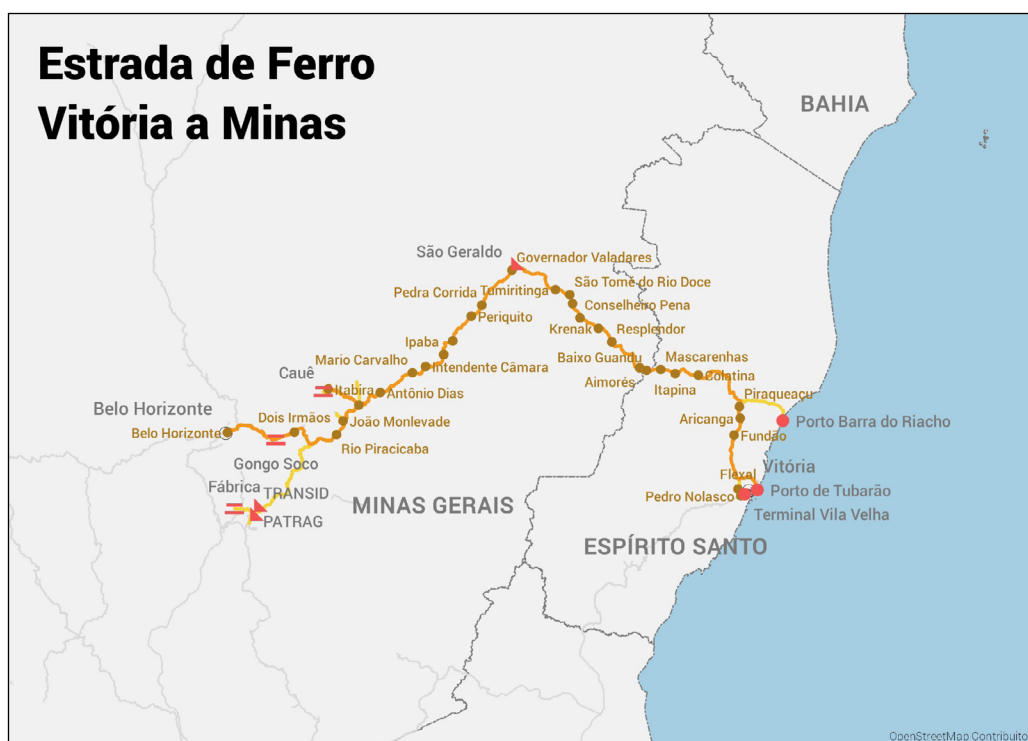 Estrada de Ferro
Vitória a Minas
BAHIA
São Geraldo
Governador Valadares
São Tomé do Rio Doce
Tumiritinga
Pedra Corrida
Conselheiro Pena
Periquito
Krenak
Resplendor
Ipaba
Mario Carvalho
Intendente Câmara
Baixo Guandu
Mascarenhas
Cauê
Aimorés
Itapina
Colatina
Itabira
Antônio Dias
Piraqueaçu
Belo Horizonte
Dois Irmãos
João Monlevade
Aricanga
Porto Barra do Riacho
Belo Horizonte
Rio Piracicaba
Fundão
Gongo Soco
Flexal
Vitória
Fábrica
TRANSID
Pedro Nolasco
Porto de Tubarão
MINAS GERAIS
PATRAG
Terminal Vila Velha
ESPÍRITO SANTO
OpenStreetMap Contributo